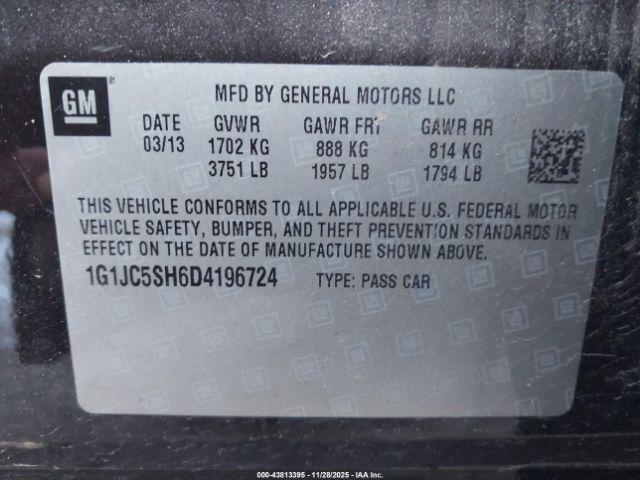 GM
MFD BY GENERAL MOTORS LLC
DATE GVWR GAWR FRT GAWR RR
03/13 1702 KG 888 KG 814 KG
3751 LB 1957 LB 1794 LB
THIS VEHICLE CONFORMS TO ALL APPLICABLE U.S. FEDERAL MOTOR
VEHICLE SAFETY, BUMPER, AND THEFT PREVENTION STANDARDS IN
EFFECT ON THE DATE OF MANUFACTURE SHOWN ABOVE.
1G1JC5SH6D4196724 TYPE: PASS CAR
00-43813395 - 11/28/2025 - IAA Inc.